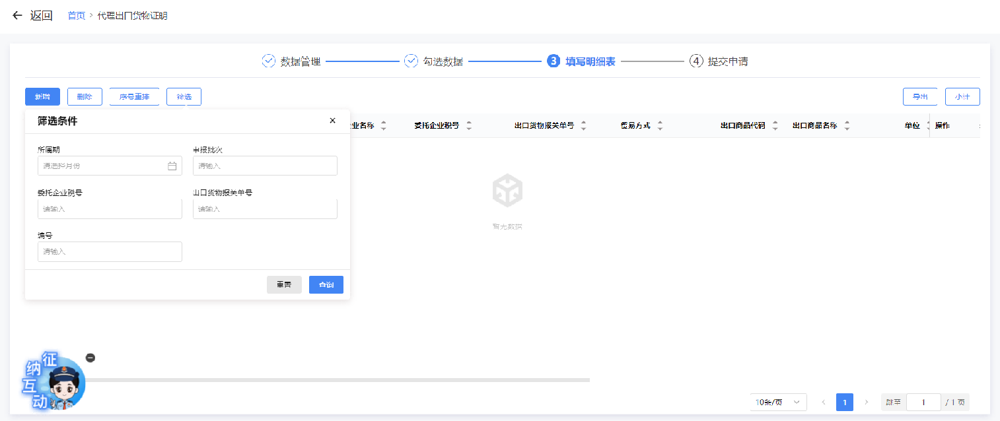 返回 首页 > 代理出口货物证明
数据管理 勾选数据 3 填写明细表 4 提交申请
新增 删除 序号重排 筛选 导出 小计
筛选条件
业名称 委托企业税号 出口货物报关单号 贸易方式 出口商品代码 出口商品名称 单位 操作
所属期 申报批次
请选择月份 请输入
委托企业税号 出口货物报关单号
请输入 请输入
编号
请输入
重置 查询
暂无数据
征纳互动
10条/页 < 1 > 跳至 1 / 1 页